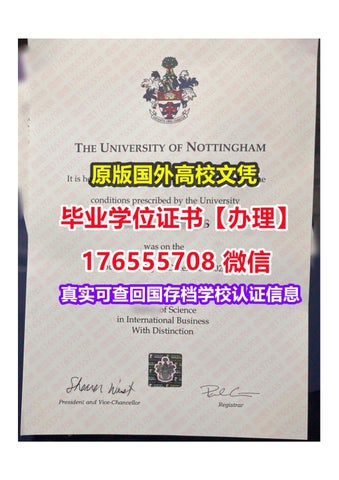 THE UNIVERSITY OF NOTTINGHAM
It is he
原版国外高校文凭
conditions prescribed by the University
毕业学位证书【办理】
was on the
176555708 微信
真实可查回国存档学校认证信息
of Science
in International Business
With Distinction
President and Vice-Chancellor
Registrar